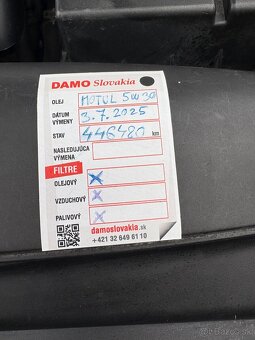 DAMO Slovakia
OLEJ MOTUL 5W30
DÁTUM VÝMENY 3.7.2025
STAV 446480 km
NASLEDUJÚCA VÝMENA
FILTRE
OLEJOVÝ X
VZDUCHOVÝ X
PALIVOVÝ X
damoslovakia.sk
+421 32 649 61 10